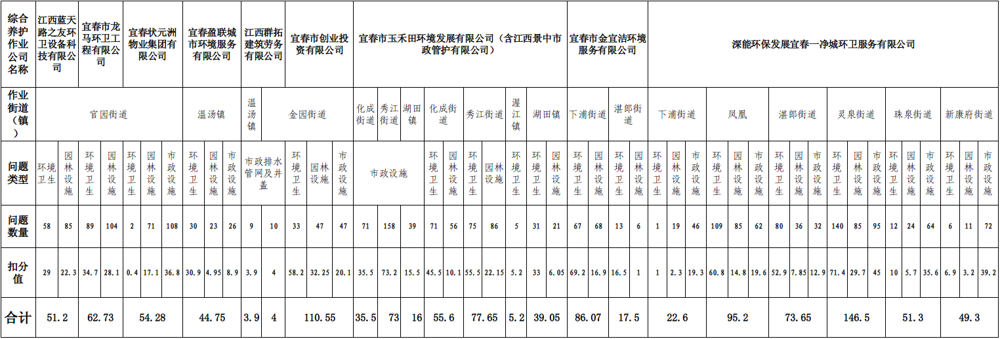 综合养护作业公司名称 江西蓝天路之友环卫设备科技有限公司 宜春市龙马环卫工程有限公司 宜春状元洲物业集团有限公司 宜春盈联城市环境服务有限公司 江西群拓建筑劳务有限公司 宜春市创业投资有限公司 宜春市玉禾田环境发展有限公司（含江西景中市政管护有限公司） 宜春市金宜洁环境服务有限公司 深能环保发展宜春一净城环卫服务有限公司
作业街道（镇） 官园街道 温汤镇 温汤镇 金园街道 化成街道 秀江街道 湖田镇 化成街道 秀江街道 渥江镇 湖田镇 下浦街道 湛郎街道 下浦街道 凤凰 湛郎街道 灵泉街道 珠泉街道 新康府街道
问题类型 环境卫生 园林设施 环境卫生 园林设施 环境卫生 园林设施 市政设施 环境卫生 园林设施 市政设施 市政排水管网及井盖 环境卫生 园林设施 市政设施 市政设施 环境卫生 园林设施 环境卫生 园林设施 环境卫生 环境卫生 园林设施 环境卫生 园林设施 环境卫生 园林设施 环境卫生 园林设施 市政设施 环境卫生 园林设施 市政设施 环境卫生 园林设施 市政设施 环境卫生 园林设施 市政设施 环境卫生 园林设施 市政设施 环境卫生 园林设施 市政设施
问题数量 58 85 89 104 2 71 108 30 23 26 9 10 33 47 47 71 158 39 71 56 75 86 5 31 21 67 68 13 6 1 19 46 109 85 62 80 36 32 140 85 95 12 24 64 6 11 72
扣分值 29 22.3 34.7 28.1 0.4 17.1 36.8 30.9 4.95 8.9 3.9 4 58.2 32.25 20.1 35.5 73.2 15.5 45.5 10.1 55.5 22.15 5.2 33 6.05 69.2 16.9 16.5 1 1 2.3 19.3 60.8 14.8 19.6 52.9 7.85 12.9 71.4 29.7 45 10 5.7 35.6 6.9 3.2 39.2
合计 51.2 62.73 54.28 44.75 3.9 4 110.55 35.5 73 16 55.6 77.65 5.2 39.05 86.07 17.5 22.6 95.2 73.65 146.5 51.3 49.3